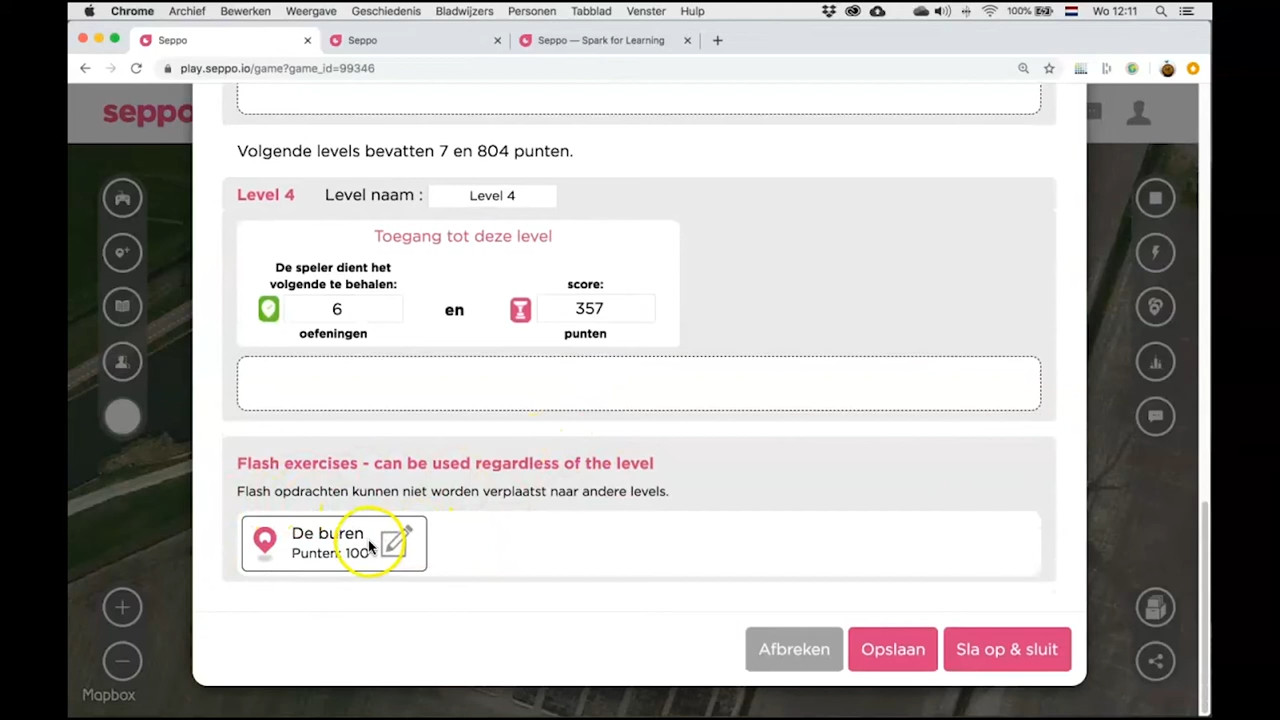 Chrome Archief Bewerken Weergave Geschiedenis Bladwijzers Personen Tabblad Venster Hulp 100% Wo 12:11
Seppo Seppo Seppo — Spark for Learning
play.seppo.io/game?game_id=99346
seppo
Volgende levels bevatten 7 en 804 punten.
Level 4 Level naam : Level 4
Toegang tot deze level
De speler dient het
volgende te behalen: score:
6 en 357
oefeningen punten
Flash exercises - can be used regardless of the level
Flash opdrachten kunnen niet worden verplaatst naar andere levels.
De buren
Punten: 100
Afbreken Opslaan Sla op & sluit
Mapbox